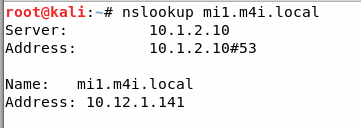 root@kali:~# nslookup mi1.m4i.local
Server:         10.1.2.10
Address:        10.1.2.10#53

Name:   mi1.m4i.local
Address: 10.12.1.141